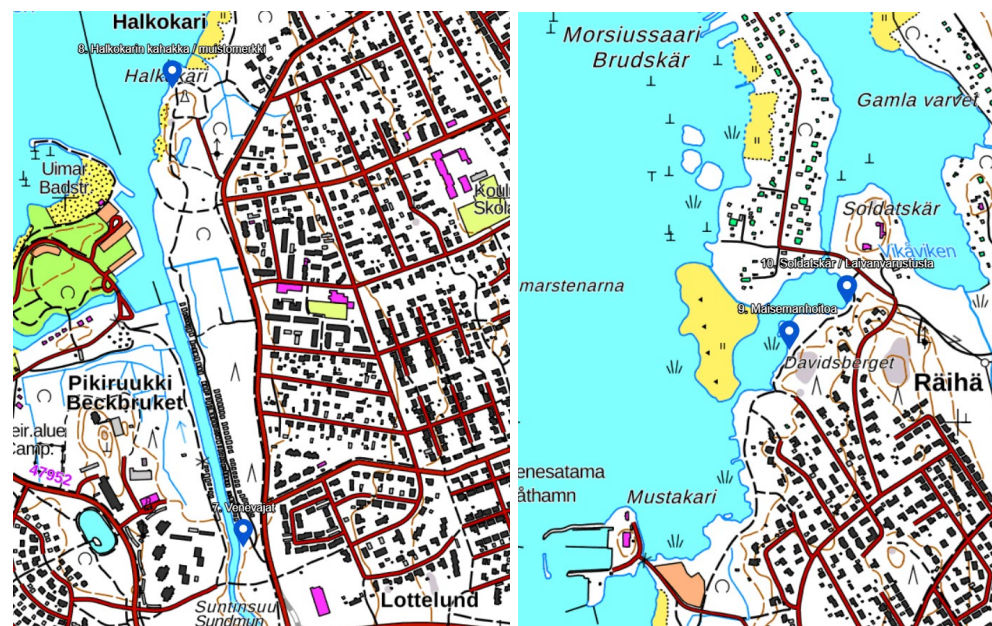 Halkokari
8. Halkokarin kahakka / muistomerkki
Halkokari
Uimar
Badstr.
Koulu
Skola
Pikiruukki
Beckbruket
eir.alue
Camp.
47952
7. Venevajat
Suntinsuu
Sundmun
Lottelund
Morsiussaari
Brudskär
Gamla varvet
Soldatskär
Vikåviken
10. Soldatskär / Laivanvarustusta
marstenarna
9. Maisemanhoitoa
Davidsberget
Räihä
enesatama
åthamn
Mustakari